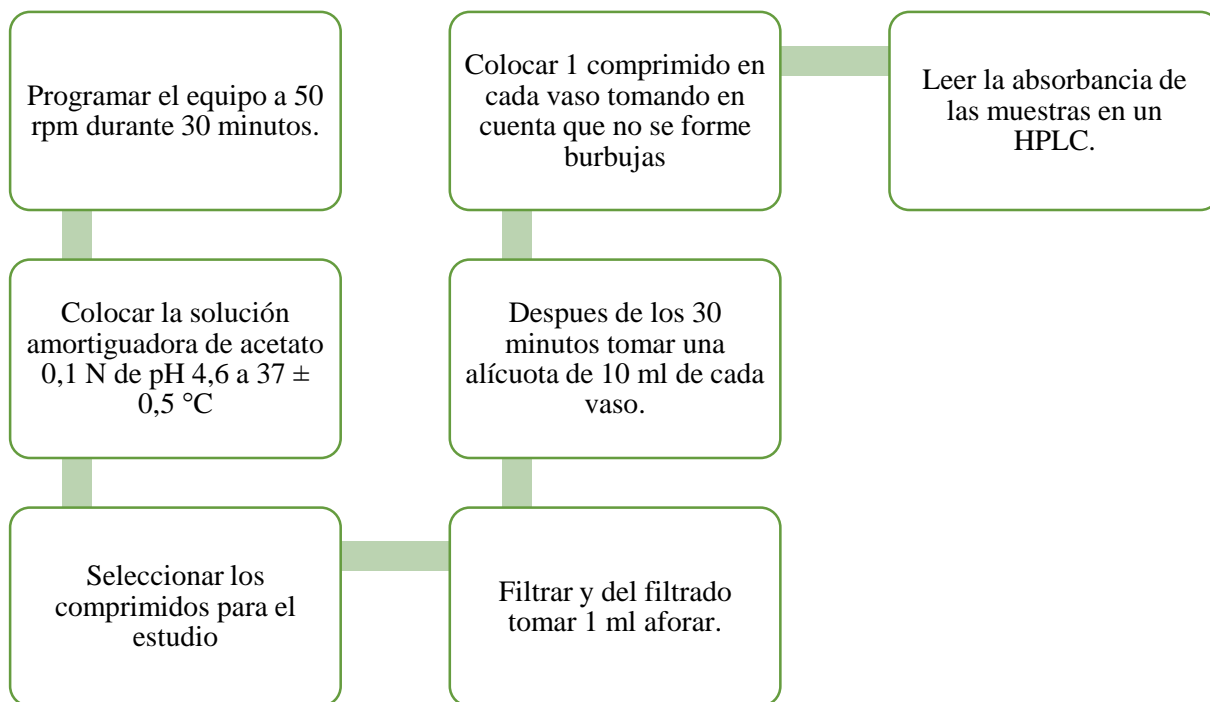 Programar el equipo a 50
rpm durante 30 minutos.
Colocar la solución
amortiguadora de acetato
0,1 N de pH 4,6 a 37 ±
0,5 °C
Seleccionar los
comprimidos para el
estudio
Colocar 1 comprimido en
cada vaso tomando en
cuenta que no se forme
burbujas
Despues de los 30
minutos tomar una
alícuota de 10 ml de cada
vaso.
Filtrar y del filtrado
tomar 1 ml aforar.
Leer la absorbancia de
las muestras en un
HPLC.